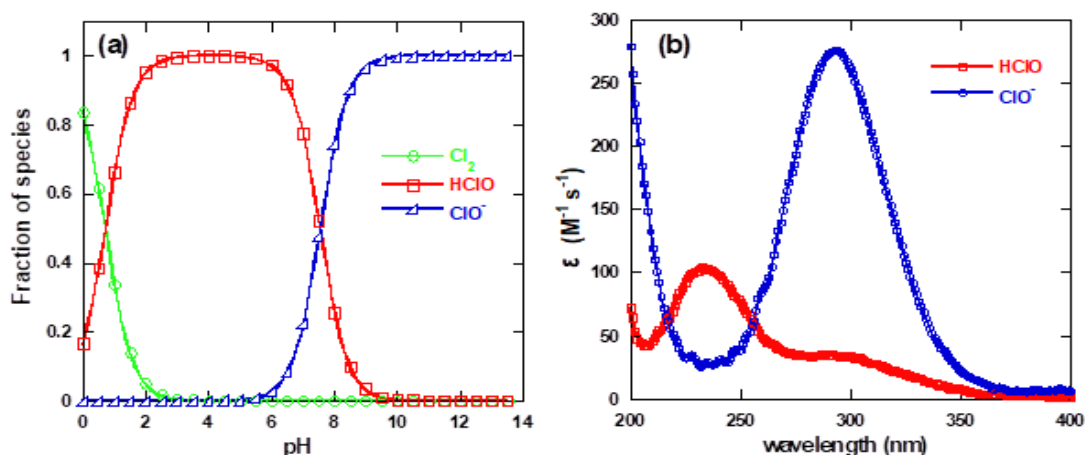 (a)
Fraction of species
1
0.8
0.6
0.4
0.2
0
Cl₂
HClO
ClO⁻
0 2 4 6 8 10 12 14
pH
(b)
ε (M⁻¹ s⁻¹)
300
250
200
150
100
50
0
HClO
ClO⁻
200 250 300 350 400
wavelength (nm)